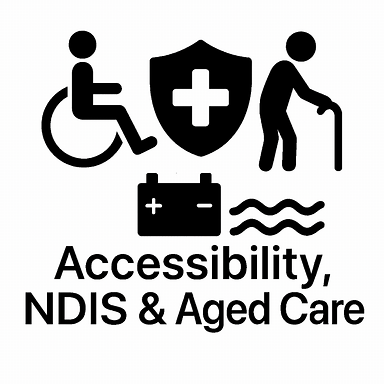 Accessibility,
NDIS & Aged Care